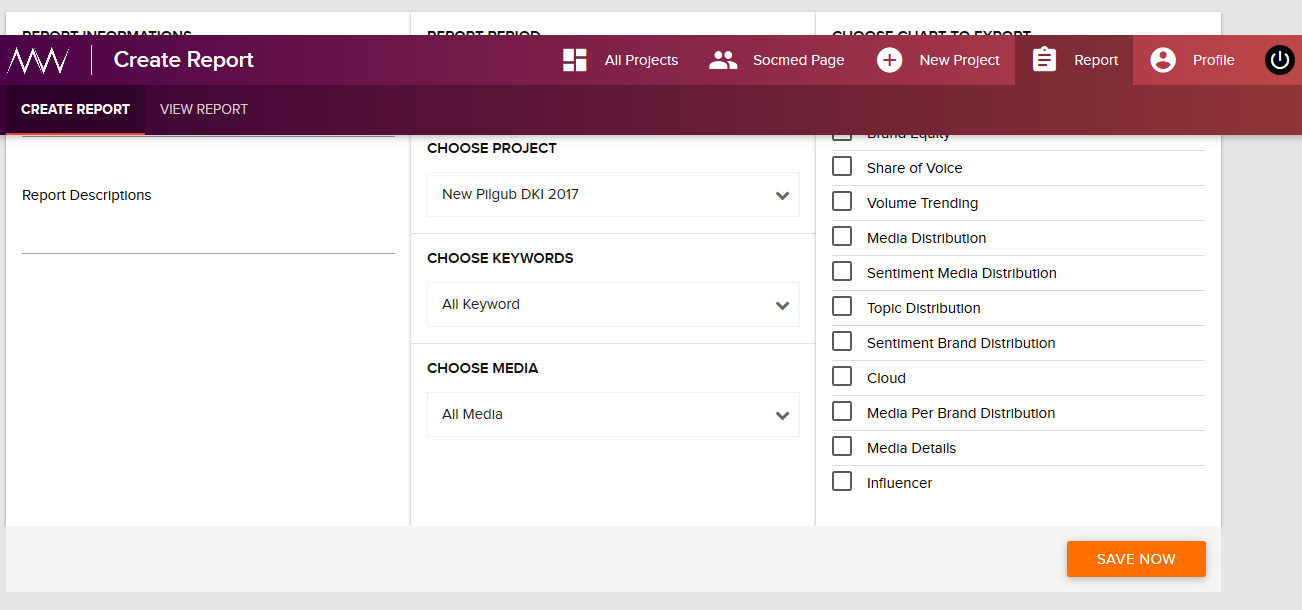 REPORT INFORMATIONS
REPORT PERIOD
CHOOSE CHART TO EXPORT
Create Report
All Projects
Socmed Page
New Project
Report
Profile
CREATE REPORT
VIEW REPORT
Report Descriptions
CHOOSE PROJECT
New Pilgub DKI 2017
CHOOSE KEYWORDS
All Keyword
CHOOSE MEDIA
All Media
Brand Equity
Share of Voice
Volume Trending
Media Distribution
Sentiment Media Distribution
Topic Distribution
Sentiment Brand Distribution
Cloud
Media Per Brand Distribution
Media Details
Influencer
SAVE NOW